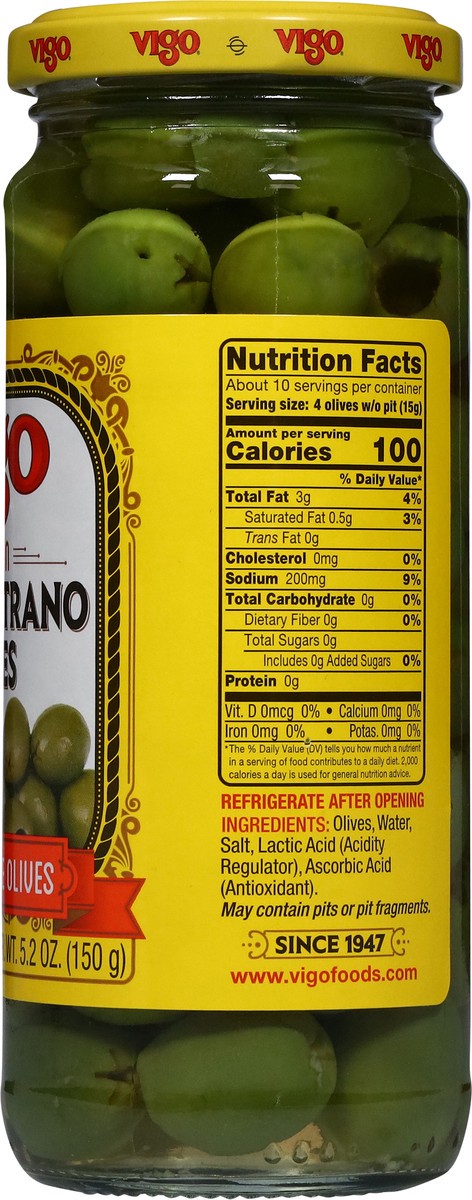 VIGO VIGO VIGO VIGO
Nutrition Facts
About 10 servings per container
Serving size: 4 olives w/o pit (15g)
Amount per serving
Calories 100
% Daily Value*
Total Fat 3g 4%
Saturated Fat 0.5g 3%
Trans Fat 0g
Cholesterol 0mg 0%
Sodium 200mg 9%
Total Carbohydrate 0g 0%
Dietary Fiber 0g 0%
Total Sugars 0g
Includes 0g Added Sugars 0%
Protein 0g
Vit. D 0mcg 0% • Calcium 0mg 0%
Iron 0mg 0% • Potas. 0mg 0%
*The % Daily Value (DV) tells you how much a nutrient
in a serving of food contributes to a daily diet. 2,000
calories a day is used for general nutrition advice.
REFRIGERATE AFTER OPENING
INGREDIENTS: Olives, Water,
Salt, Lactic Acid (Acidity
Regulator), Ascorbic Acid
(Antioxidant).
May contain pits or pit fragments.
SINCE 1947
www.vigofoods.com
go
n
TRANO
ES
OLIVES
WT. 5.2 OZ. (150 g)